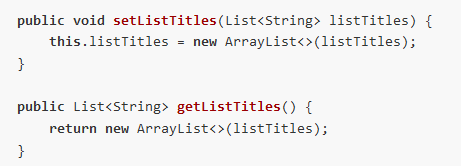 public void setListTitles(List<String> listTitles) {
    this.listTitles = new ArrayList<>(listTitles);
}

public List<String> getListTitles() {
    return new ArrayList<>(listTitles);
}